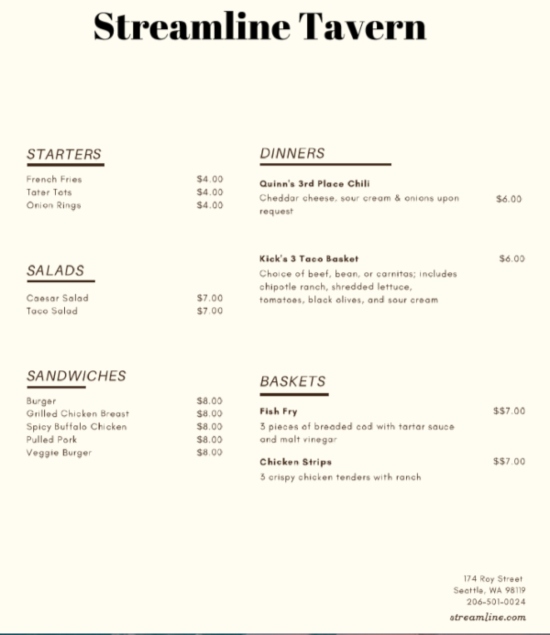 Streamline Tavern
STARTERS
French Fries $4.00
Tater Tots $4.00
Onion Rings $4.00
SALADS
Caesar Salad $7.00
Taco Salad $7.00
SANDWICHES
Burger $8.00
Grilled Chicken Breast $8.00
Spicy Buffalo Chicken $8.00
Pulled Pork $8.00
Veggie Burger $8.00
DINNERS
Quinn's 3rd Place Chili
Cheddar cheese, sour cream & onions upon $6.00
request
Kick's 3 Taco Basket $6.00
Choice of beef, bean, or carnitas; includes
chipotle ranch, shredded lettuce,
tomatoes, black olives, and sour cream
BASKETS
Fish Fry $$7.00
3 pieces of breaded cod with tartar sauce
and malt vinegar
Chicken Strips $$7.00
3 crispy chicken tenders with ranch
174 Roy Street
Seattle, WA 98119
206-501-0024
streamline.com